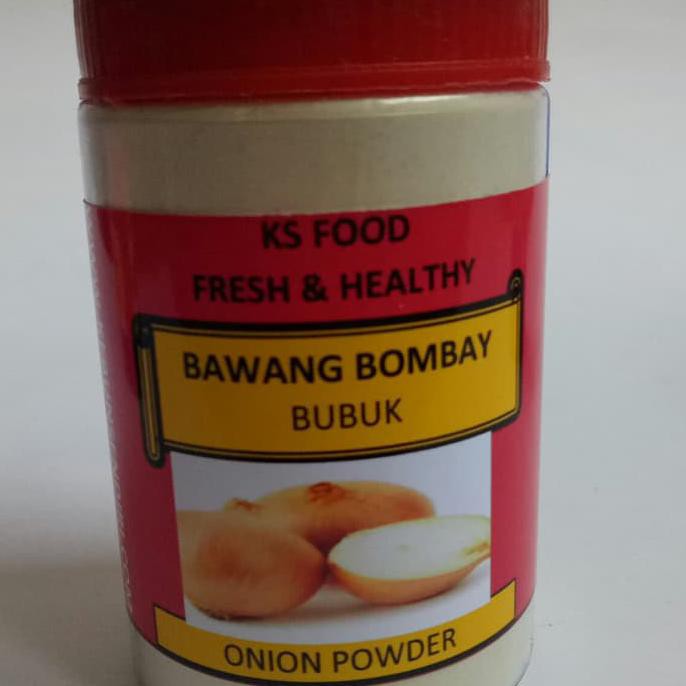 KS FOOD
FRESH & HEALTHY
BAWANG BOMBAY
BUBUK
ONION POWDER